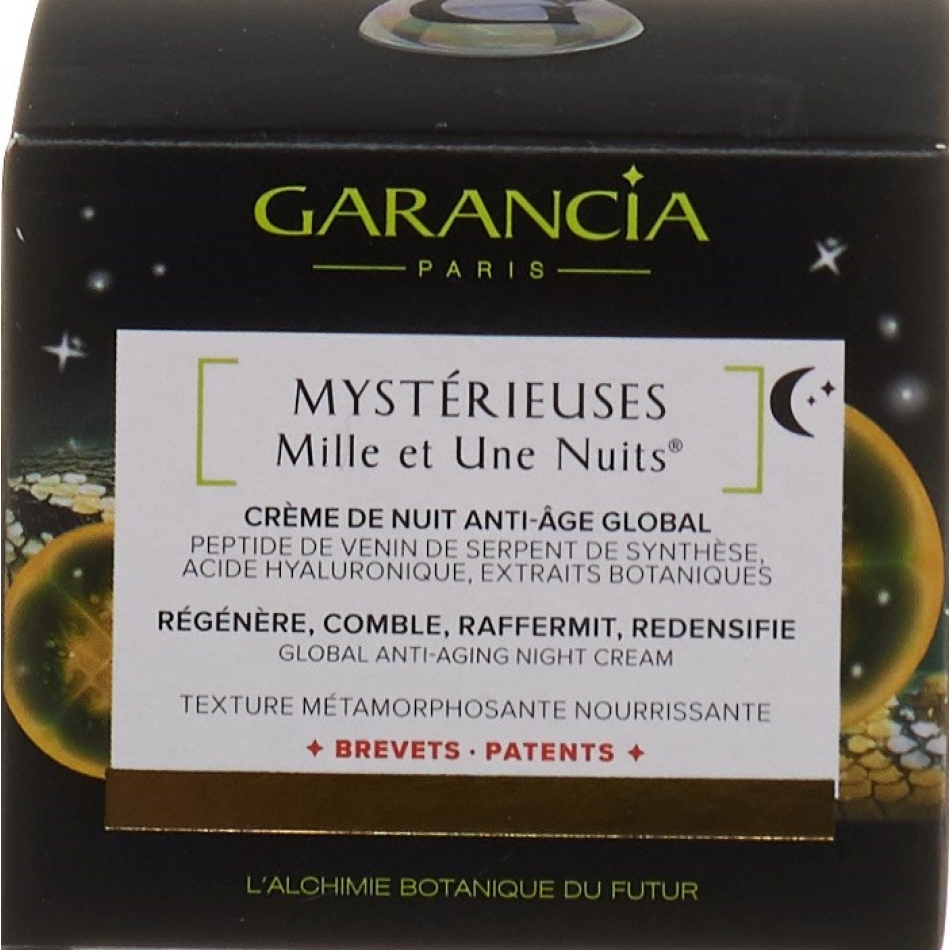 GARANCIA
PARIS
MYSTÉRIEUSES
Mille et Une Nuits®
CRÈME DE NUIT ANTI-ÂGE GLOBAL
PEPTIDE DE VENIN DE SERPENT DE SYNTHÈSE,
ACIDE HYALURONIQUE, EXTRAITS BOTANIQUES
RÉGÉNÈRE, COMBLE, RAFFERMIT, REDENSIFIE
GLOBAL ANTI-AGING NIGHT CREAM
TEXTURE MÉTAMORPHOSANTE NOURRISSANTE
BREVETS · PATENTS
L'ALCHIMIE BOTANIQUE DU FUTUR